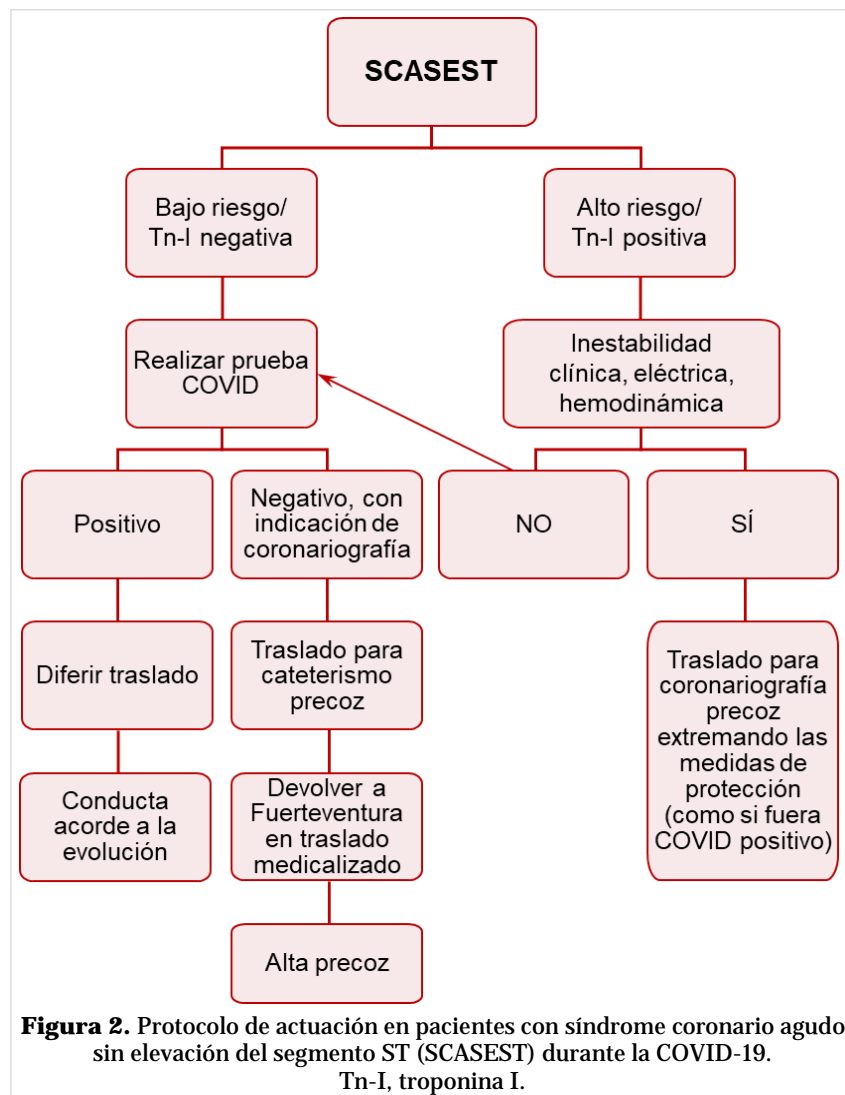 SCASEST
Bajo riesgo/
Tn-I negativa
Alto riesgo/
Tn-I positiva
Realizar prueba
COVID
Inestabilidad
clínica, eléctrica,
hemodinámica
Positivo
Negativo, con
indicación de
coronariografía
NO
SÍ
Diferir traslado
Traslado para
cateterismo
precoz
Traslado para
coronariografía
precoz
extremando las
medidas de
protección
(como si fuera
COVID positivo)
Conducta
acorde a la
evolución
Devolver a
Fuerteventura
en traslado
medicalizado
Alta precoz
Figura 2. Protocolo de actuación en pacientes con síndrome coronario agudo
sin elevación del segmento ST (SCASEST) durante la COVID-19.
Tn-I, troponina I.